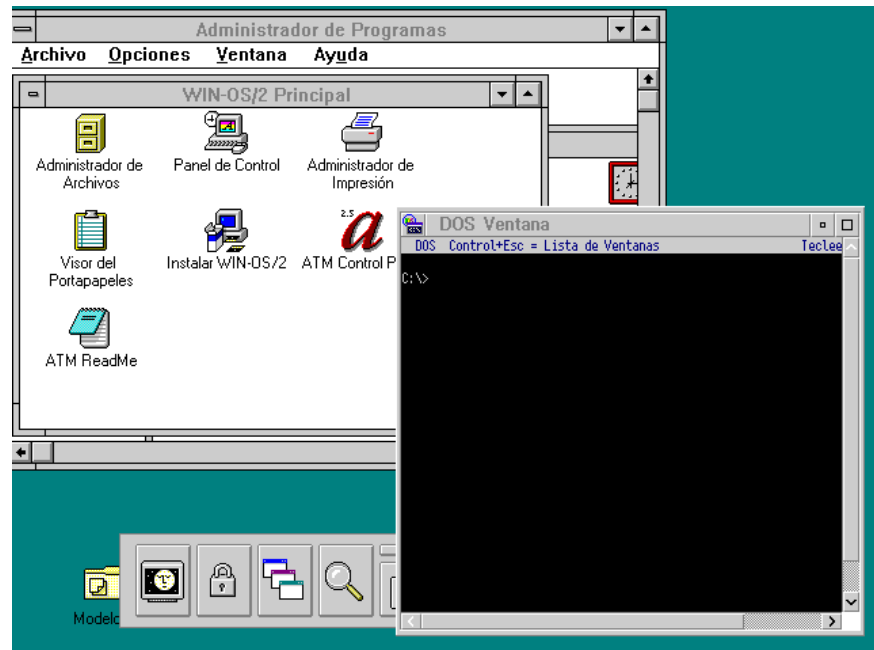 Administrador de Programas
Archivo Opciones Ventana Ayuda
WIN-OS/2 Principal
Administrador de
Archivos
Panel de Control
Administrador de
Impresión
Visor del
Portapapeles
Instalar WIN-OS/2
2.5
ATM Control P
ATM ReadMe
DOS Ventana
DOS Control+Esc = Lista de Ventanas Teclee
C:\>